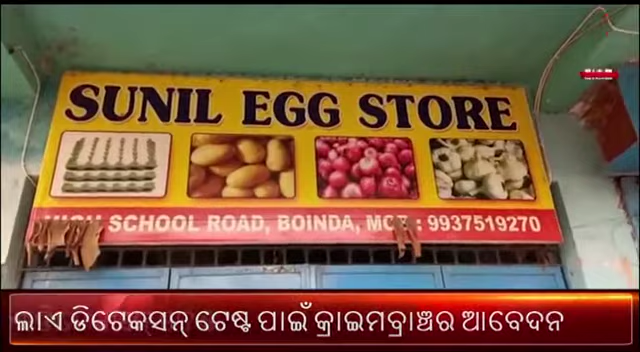 SUNIL EGG STORE
HIGH SCHOOL ROAD, BOINDA, MOB : 9937519270
ଲାଏ ଡିଟେକସନ୍ ଟେଷ୍ଟ ପାଇଁ କ୍ରାଇମବ୍ରାଞ୍ଚର ଆବେଦନ